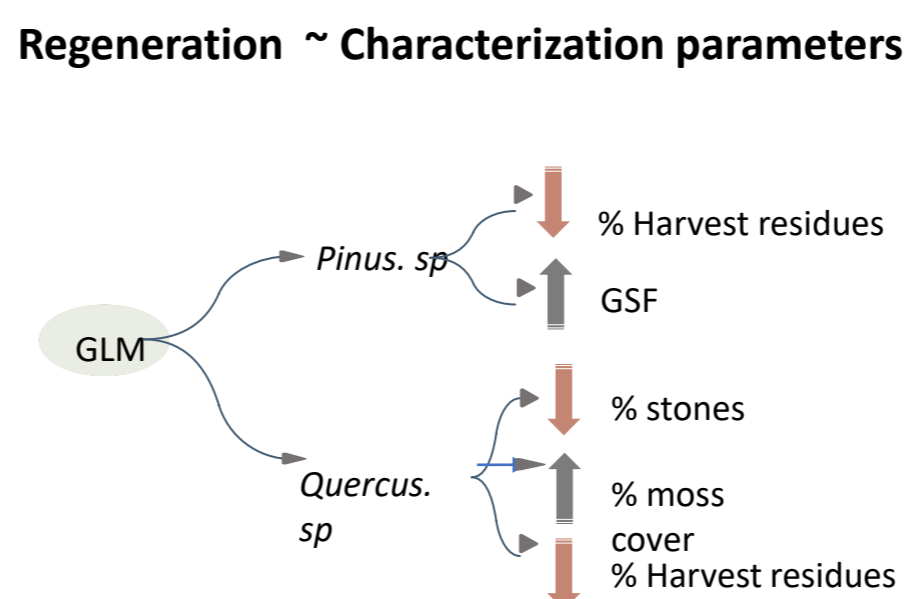 Regeneration ~ Characterization parameters
% Harvest residues
Pinus. sp
GSF
GLM
% stones
Quercus.
sp
% moss
cover
% Harvest residues